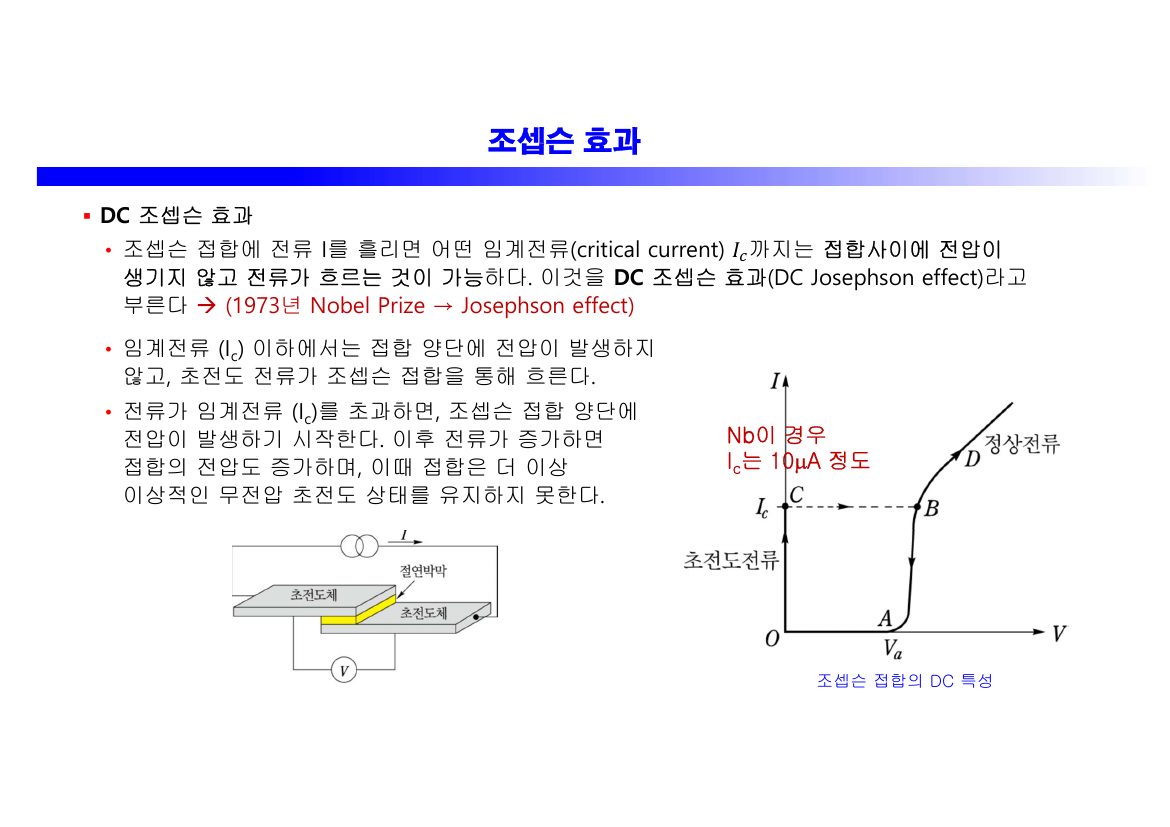 조셉슨 효과
▪ DC 조셉슨 효과
• 조셉슨 접합에 전류 I를 흘리면 어떤 임계전류(critical current) I_c까지는 접합사이에 전압이
생기지 않고 전류가 흐르는 것이 가능하다. 이것을 DC 조셉슨 효과(DC Josephson effect)라고
부른다 → (1973년 Nobel Prize → Josephson effect)
• 임계전류 (I_c) 이하에서는 접합 양단에 전압이 발생하지
않고, 초전도 전류가 조셉슨 접합을 통해 흐른다.
• 전류가 임계전류 (I_c)를 초과하면, 조셉슨 접합 양단에
전압이 발생하기 시작한다. 이후 전류가 증가하면
접합의 전압도 증가하며, 이때 접합은 더 이상
이상적인 무전압 초전도 상태를 유지하지 못한다.
I
절연박막
초전도체
초전도체
V
I
Nb이 경우
I_c는 10μA 정도
정상전류
D
C
I_c
B
초전도전류
A
O
V_a
V
조셉슨 접합의 DC 특성